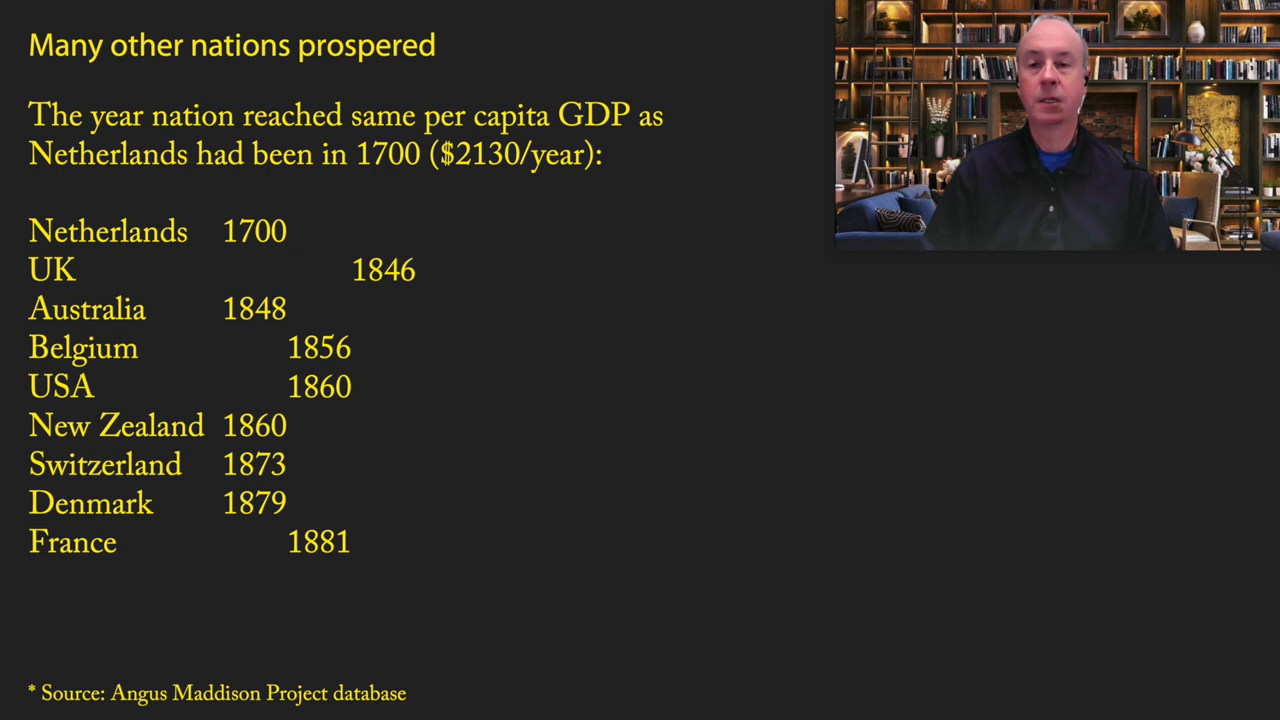 Many other nations prospered
The year nation reached same per capita GDP as
Netherlands had been in 1700 ($2130/year):
Netherlands 1700
UK 1846
Australia 1848
Belgium 1856
USA 1860
New Zealand 1860
Switzerland 1873
Denmark 1879
France 1881
* Source: Angus Maddison Project database